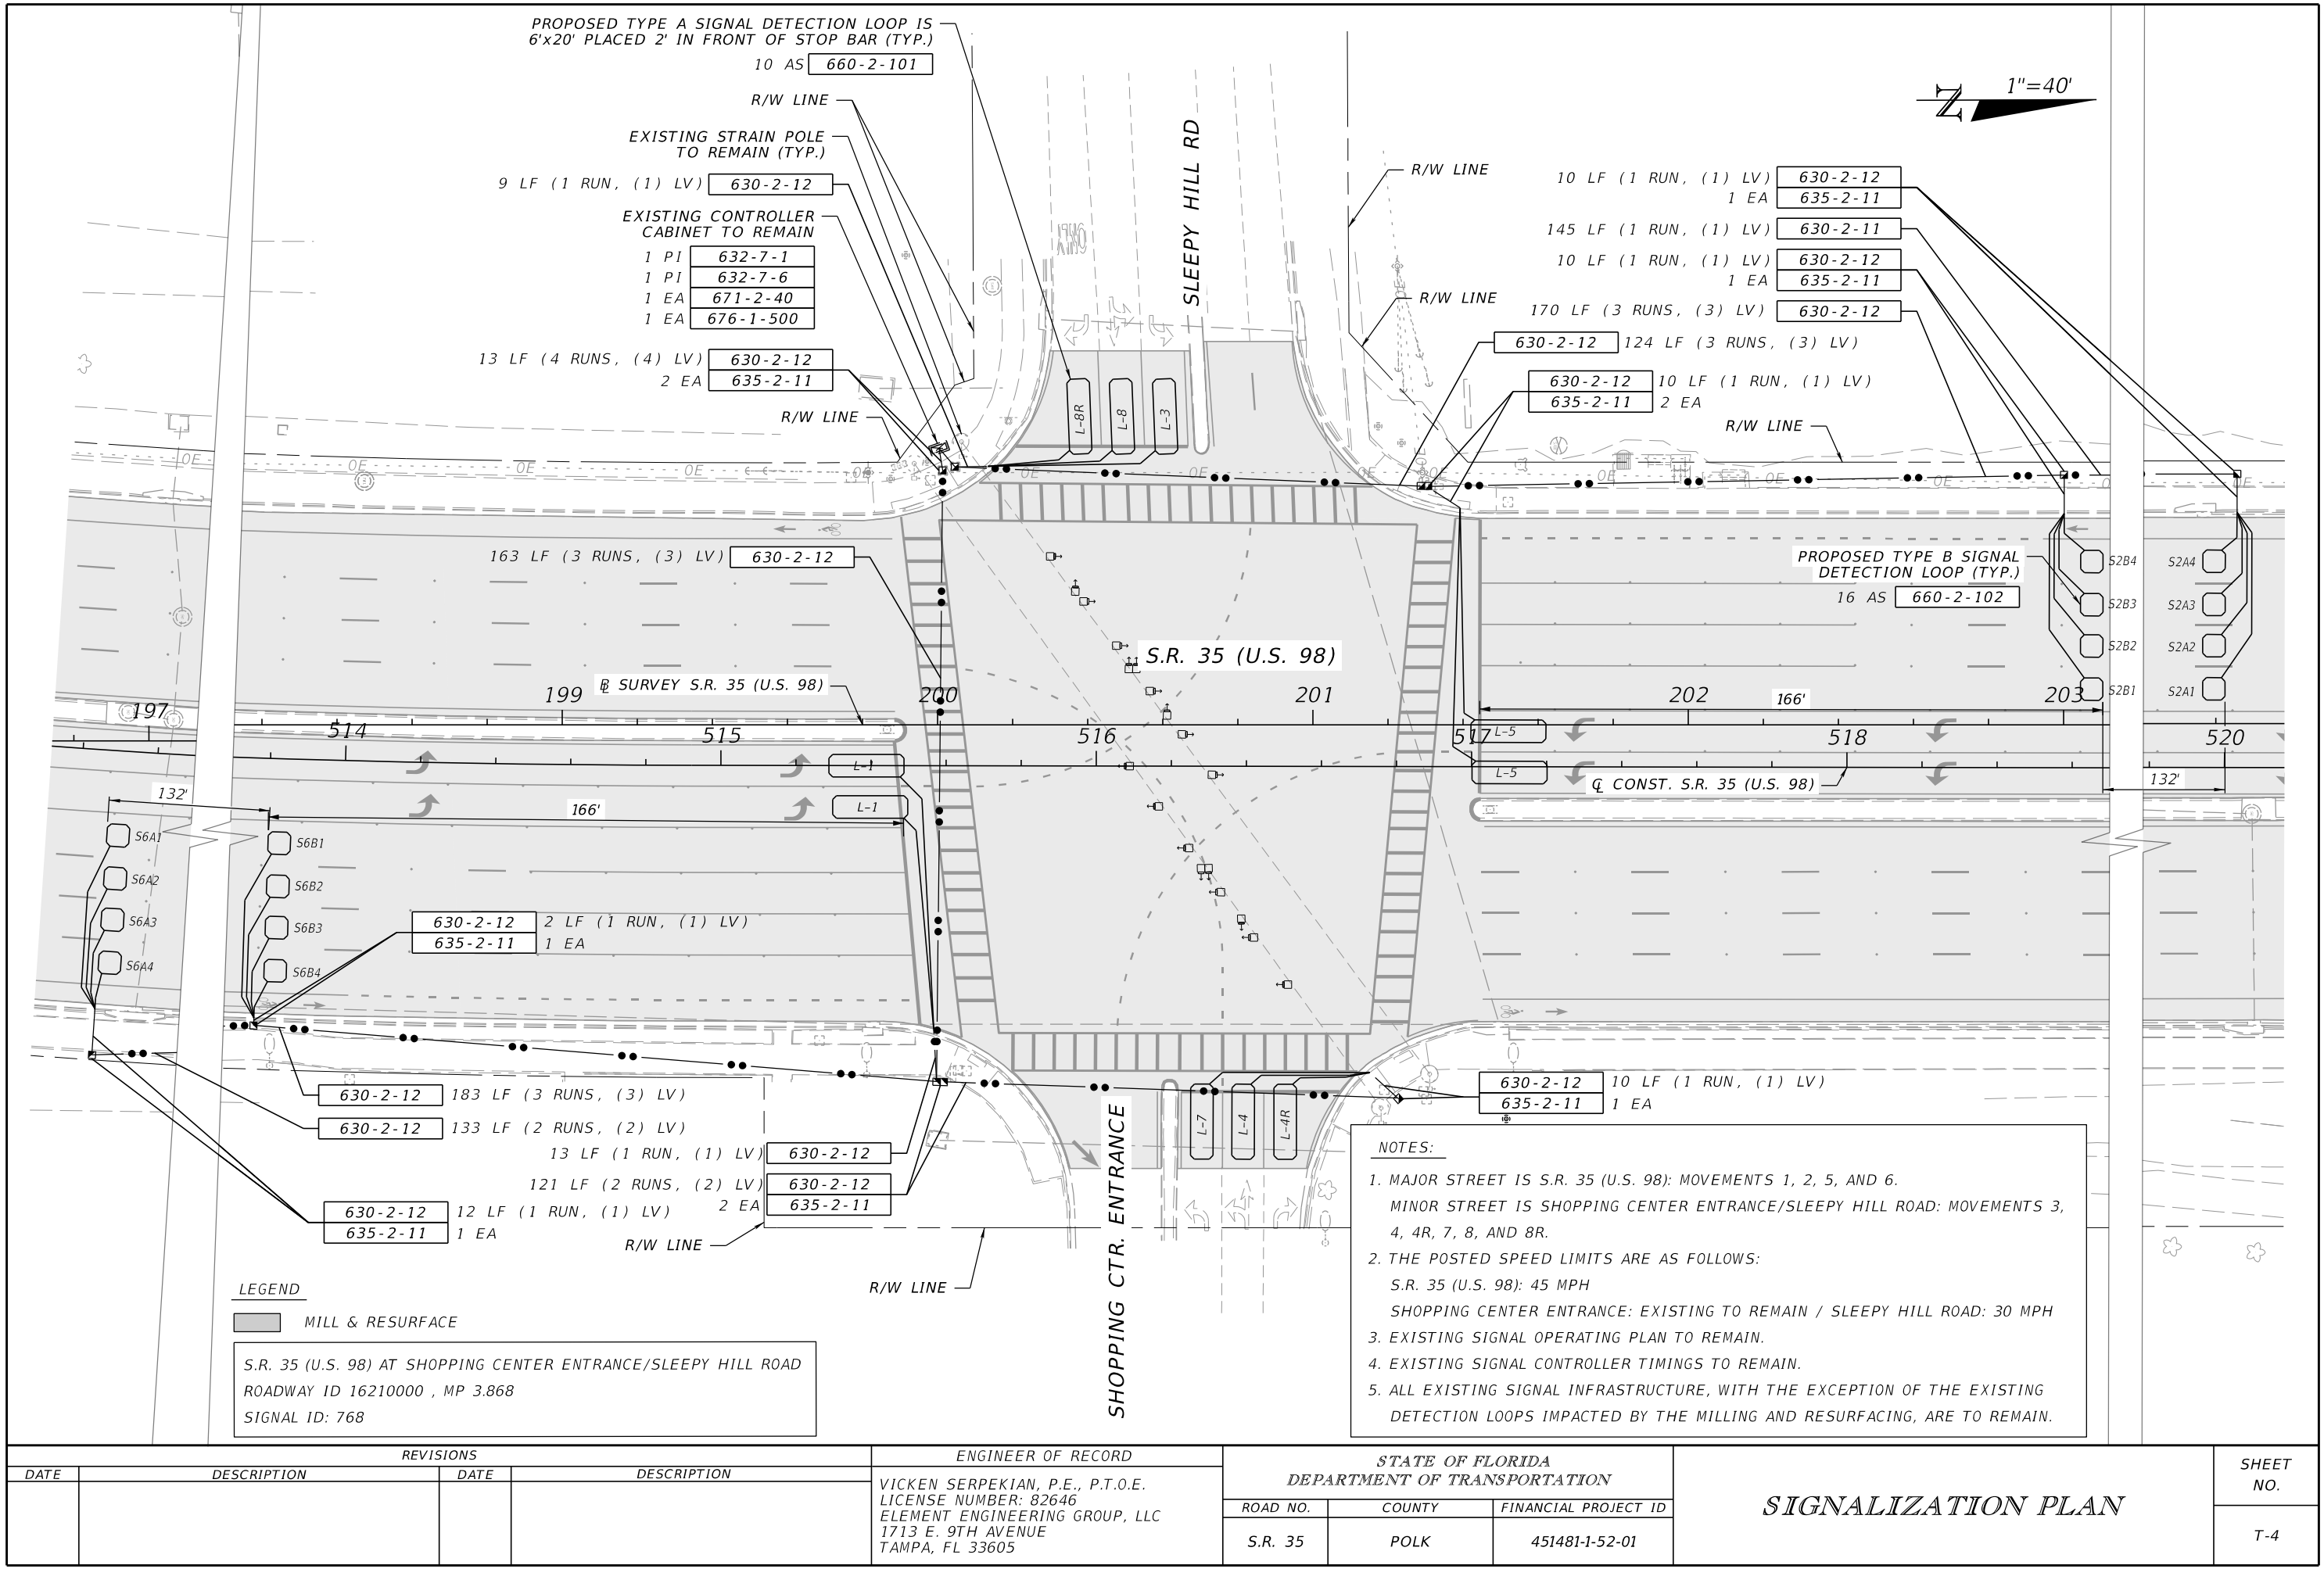 PROPOSED TYPE A SIGNAL DETECTION LOOP IS
6'x20' PLACED 2' IN FRONT OF STOP BAR (TYP.)
10 AS 660-2-101
R/W LINE
EXISTING STRAIN POLE
TO REMAIN (TYP.)
9 LF (1 RUN, (1) LV) 630-2-12
EXISTING CONTROLLER
CABINET TO REMAIN
1 PI 632-7-1
1 PI 632-7-6
1 EA 671-2-40
1 EA 676-1-500
13 LF (4 RUNS, (4) LV) 630-2-12
2 EA 635-2-11
R/W LINE
SLEEPY HILL RD
L-8R
L-8
L-3
1"=40'
N
R/W LINE
R/W LINE
10 LF (1 RUN, (1) LV) 630-2-12
1 EA 635-2-11
145 LF (1 RUN, (1) LV) 630-2-11
10 LF (1 RUN, (1) LV) 630-2-12
1 EA 635-2-11
170 LF (3 RUNS, (3) LV) 630-2-12
630-2-12 124 LF (3 RUNS, (3) LV)
630-2-12 10 LF (1 RUN, (1) LV)
635-2-11 2 EA
R/W LINE
OE OE OE OE OE OE OE OE OE OE OE OE OE
163 LF (3 RUNS, (3) LV) 630-2-12
PROPOSED TYPE B SIGNAL
DETECTION LOOP (TYP.)
16 AS 660-2-102
S2B4 S2A4
S2B3 S2A3
S2B2 S2A2
S2B1 S2A1
S.R. 35 (U.S. 98)
BL SURVEY S.R. 35 (U.S. 98)
197 199 200 201 202 203
166'
514 515 516 517 518 520
L-5
L-5
L-1
L-1
CL CONST. S.R. 35 (U.S. 98)
132'
132'
166'
S6A1 S6B1
S6A2 S6B2
S6A3 S6B3
S6A4 S6B4
630-2-12 2 LF (1 RUN, (1) LV)
635-2-11 1 EA
630-2-12 183 LF (3 RUNS, (3) LV)
630-2-12 133 LF (2 RUNS, (2) LV)
13 LF (1 RUN, (1) LV) 630-2-12
121 LF (2 RUNS, (2) LV) 630-2-12
2 EA 635-2-11
630-2-12 12 LF (1 RUN, (1) LV)
635-2-11 1 EA
R/W LINE
R/W LINE
SHOPPING CTR. ENTRANCE
L-7
L-4
L-4R
630-2-12 10 LF (1 RUN, (1) LV)
635-2-11 1 EA
LEGEND
MILL & RESURFACE
S.R. 35 (U.S. 98) AT SHOPPING CENTER ENTRANCE/SLEEPY HILL ROAD
ROADWAY ID 16210000 , MP 3.868
SIGNAL ID: 768
NOTES:
1. MAJOR STREET IS S.R. 35 (U.S. 98): MOVEMENTS 1, 2, 5, AND 6.
MINOR STREET IS SHOPPING CENTER ENTRANCE/SLEEPY HILL ROAD: MOVEMENTS 3,
4, 4R, 7, 8, AND 8R.
2. THE POSTED SPEED LIMITS ARE AS FOLLOWS:
S.R. 35 (U.S. 98): 45 MPH
SHOPPING CENTER ENTRANCE: EXISTING TO REMAIN / SLEEPY HILL ROAD: 30 MPH
3. EXISTING SIGNAL OPERATING PLAN TO REMAIN.
4. EXISTING SIGNAL CONTROLLER TIMINGS TO REMAIN.
5. ALL EXISTING SIGNAL INFRASTRUCTURE, WITH THE EXCEPTION OF THE EXISTING
DETECTION LOOPS IMPACTED BY THE MILLING AND RESURFACING, ARE TO REMAIN.
REVISIONS
DATE DESCRIPTION DATE DESCRIPTION
ENGINEER OF RECORD
VICKEN SERPEKIAN, P.E., P.T.O.E.
LICENSE NUMBER: 82646
ELEMENT ENGINEERING GROUP, LLC
1713 E. 9TH AVENUE
TAMPA, FL 33605
STATE OF FLORIDA
DEPARTMENT OF TRANSPORTATION
ROAD NO. COUNTY FINANCIAL PROJECT ID
S.R. 35 POLK 451481-1-52-01
SIGNALIZATION PLAN
SHEET
NO.
T-4